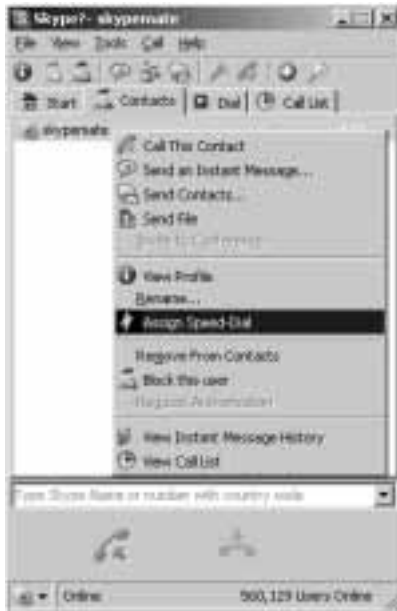 Skype?- skypemate
File View Tools Call Help
Start Contacts Dial Call List
skypemate
Call This Contact
Send an Instant Message...
Send Contacts...
Send File
Invite to Conference
View Profile
Rename...
Assign Speed-Dial
Remove From Contacts
Block this user
Request Authorization
View Instant Message History
View Call List
Type Skype Name or number with country code
Online 560,129 Users Online